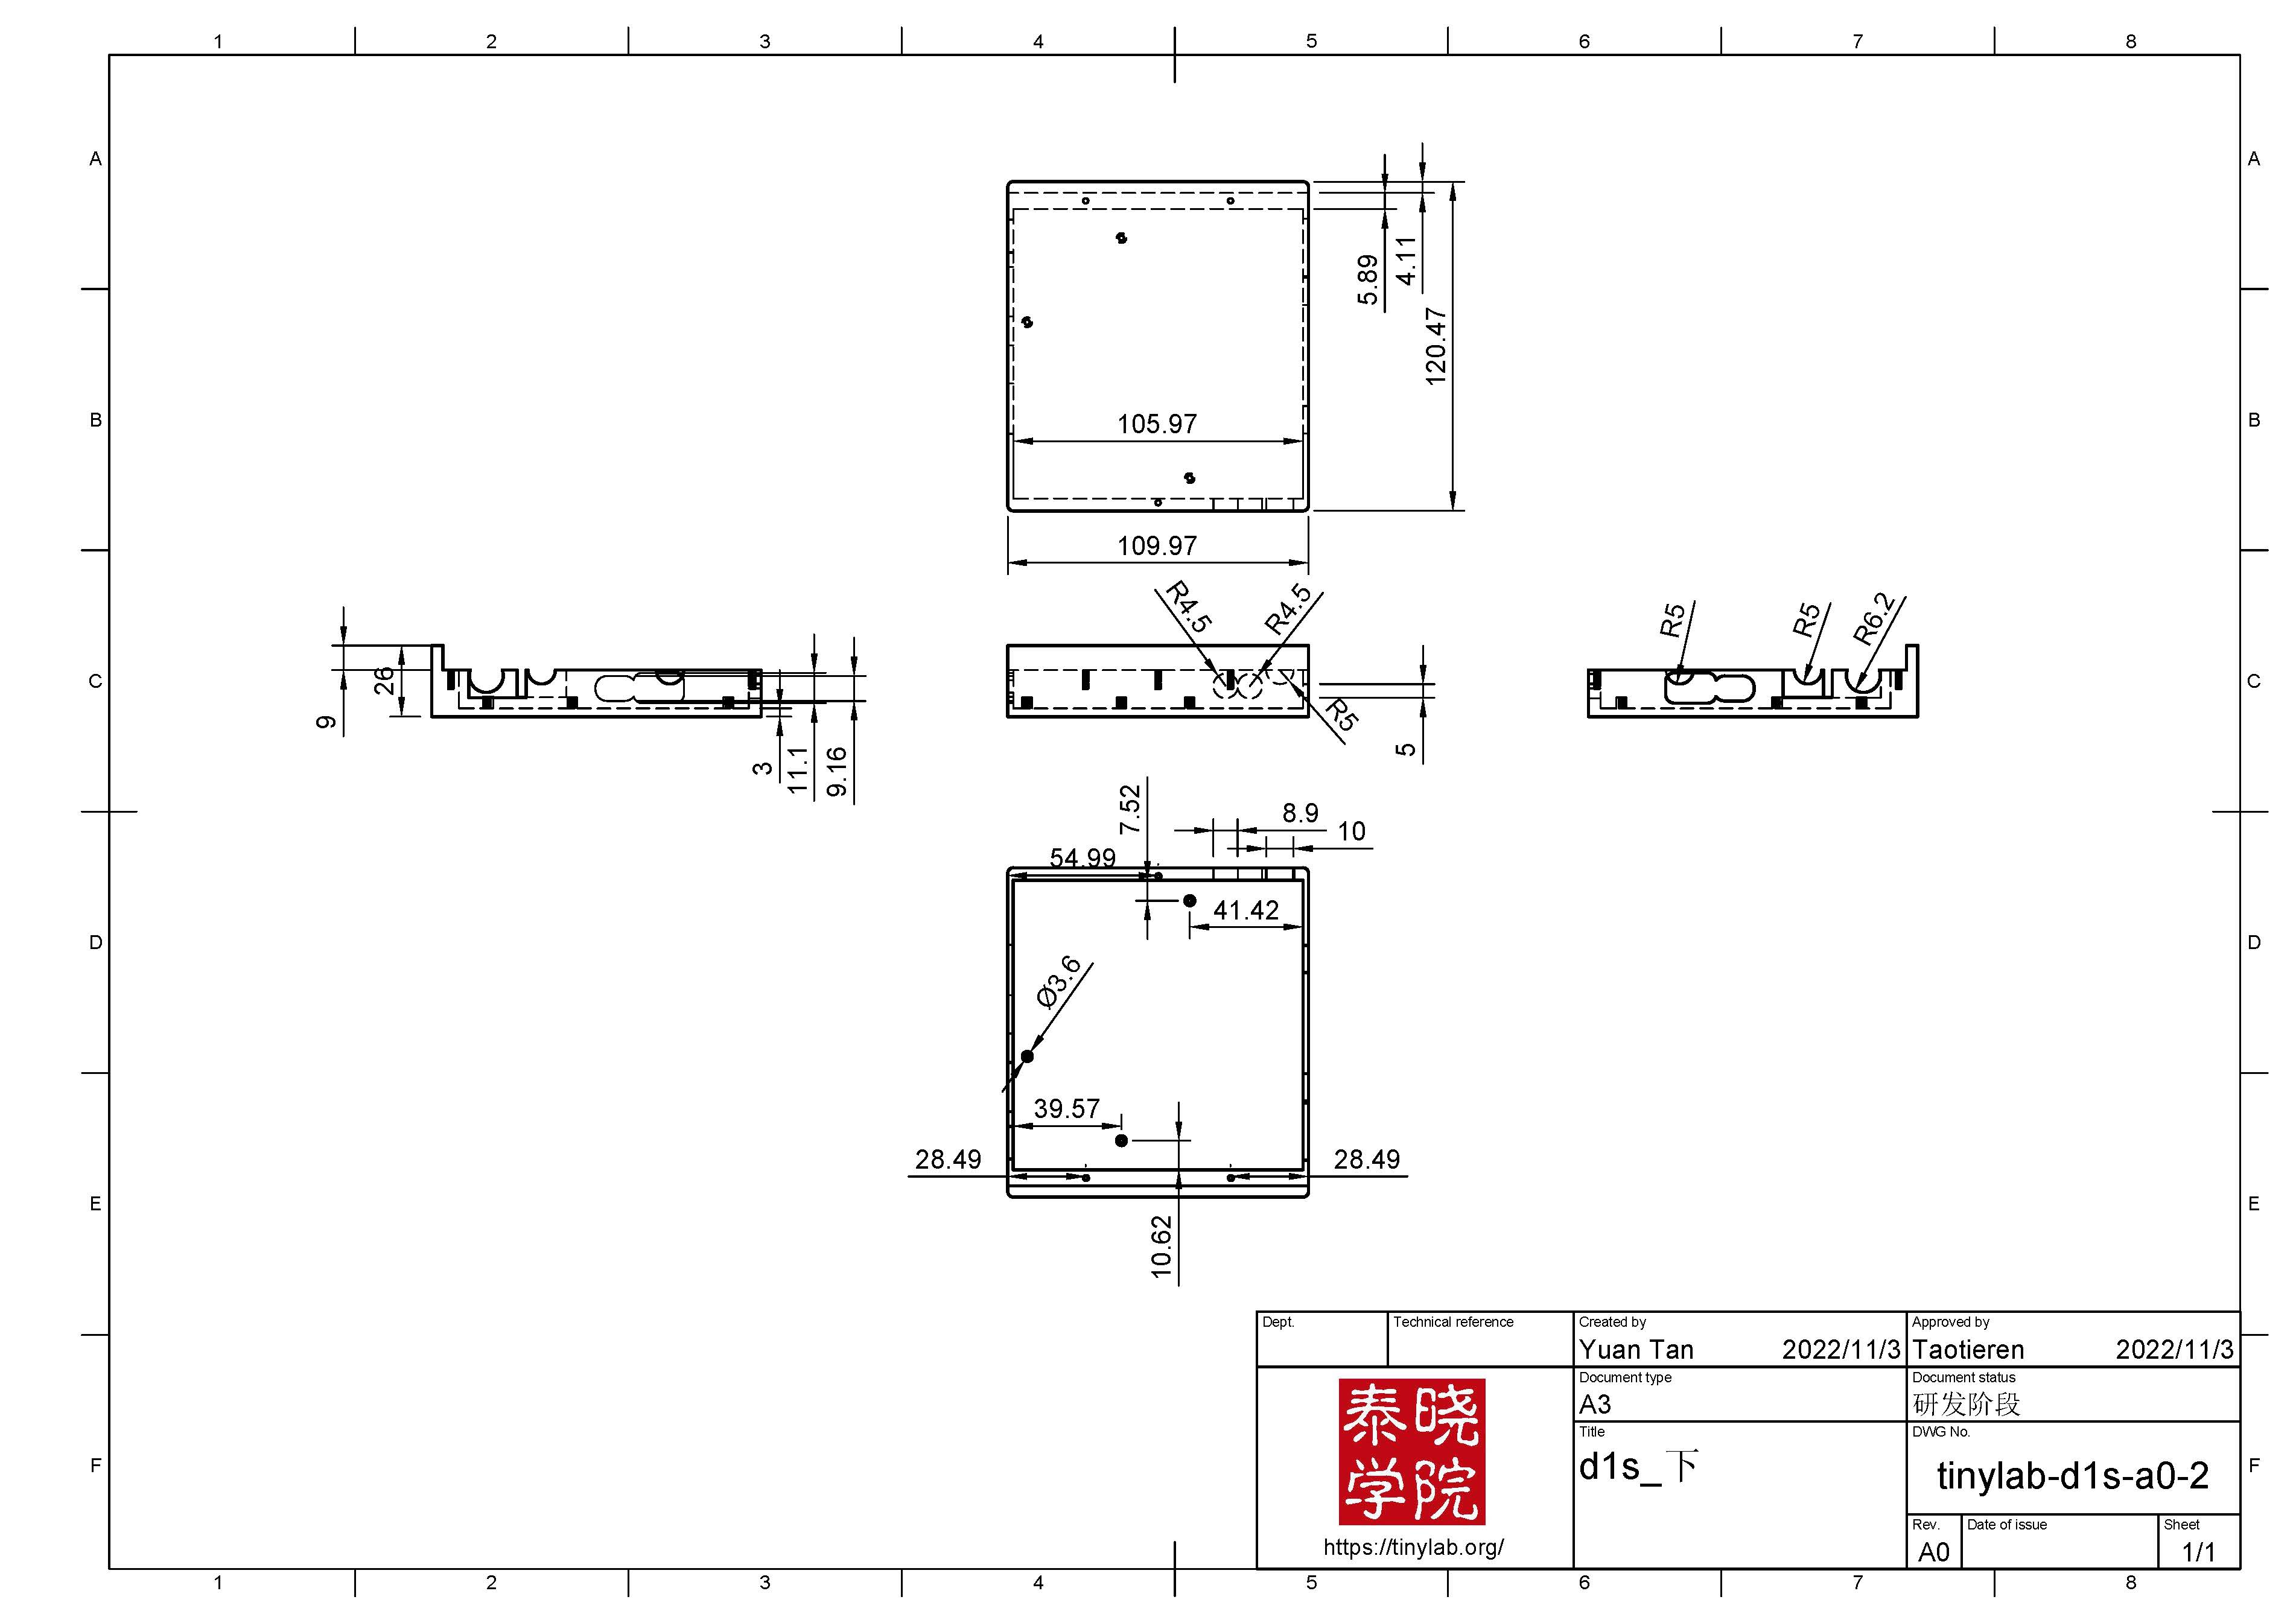 1 2 3 4 5 6 7 8
A A
5.89
4.11
120.47
B B
105.97
109.97
R4.5
R4.5
R5
R5
R6.2
C C
9
26
3
11.1
9.16
R5
5
7.52
8.9
10
54.99
41.42
D D
Ø3.6
39.57
28.49
28.49
10.62
E E
Dept.
Technical reference
Created by
Yuan Tan 2022/11/3
Approved by
Taotieren 2022/11/3
Document type
A3
Document status
研发阶段
泰晓
学院
https://tinylab.org/
Title
d1s_下
DWG No.
tinylab-d1s-a0-2
F F
Rev.
A0
Date of issue
Sheet
1/1
1 2 3 4 5 6 7 8